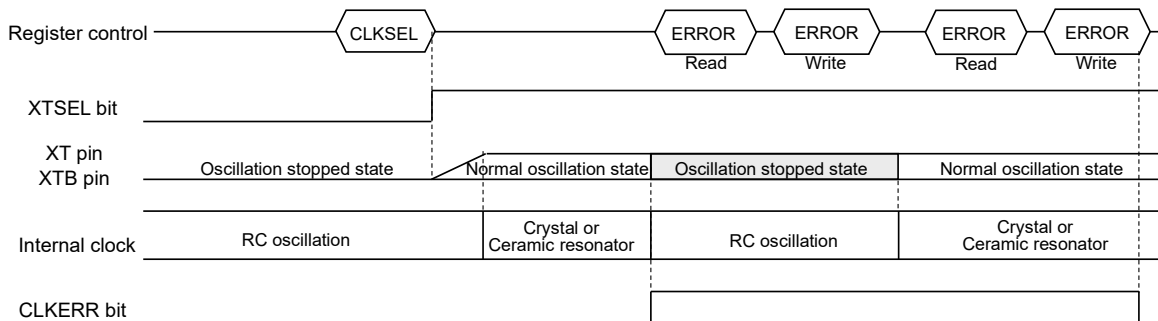 Register control CLKSEL ERROR ERROR ERROR ERROR
Read Write Read Write
XTSEL bit
XT pin
XTB pin
Oscillation stopped state Normal oscillation state Oscillation stopped state Normal oscillation state
Internal clock
RC oscillation
Crystal or
Ceramic resonator
RC oscillation
Crystal or
Ceramic resonator
CLKERR bit